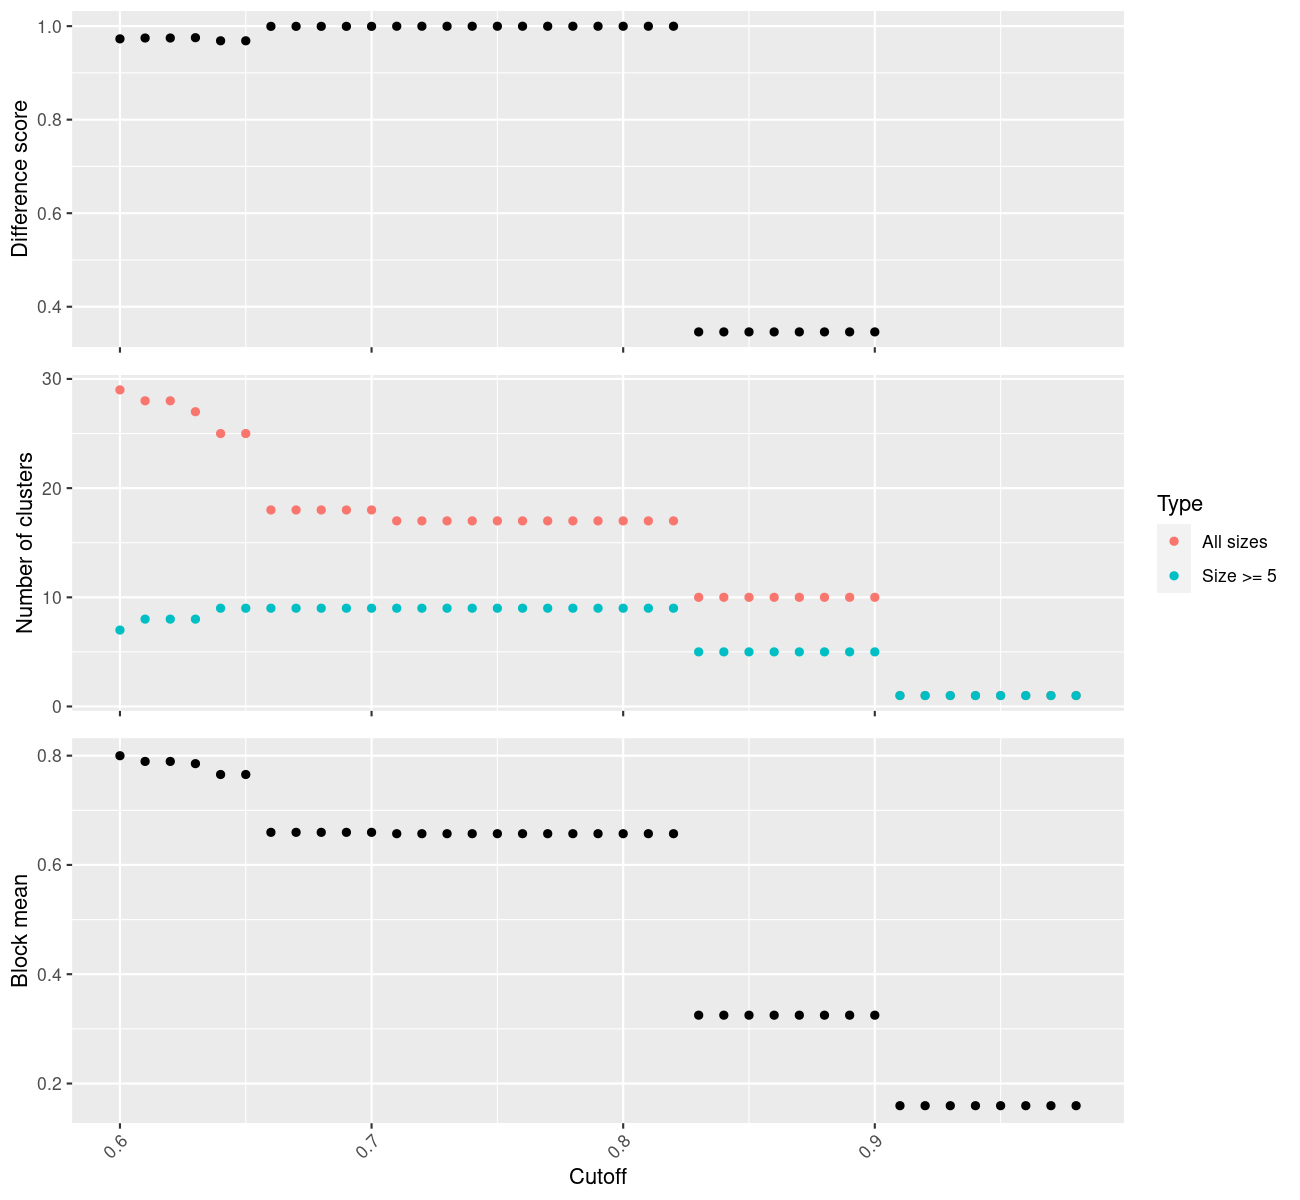 Difference score
1.0
0.8
0.6
0.4
Number of clusters
30
20
10
0
Type
All sizes
Size >= 5
Block mean
0.8
0.6
0.4
0.2
0.6 0.7 0.8 0.9
Cutoff